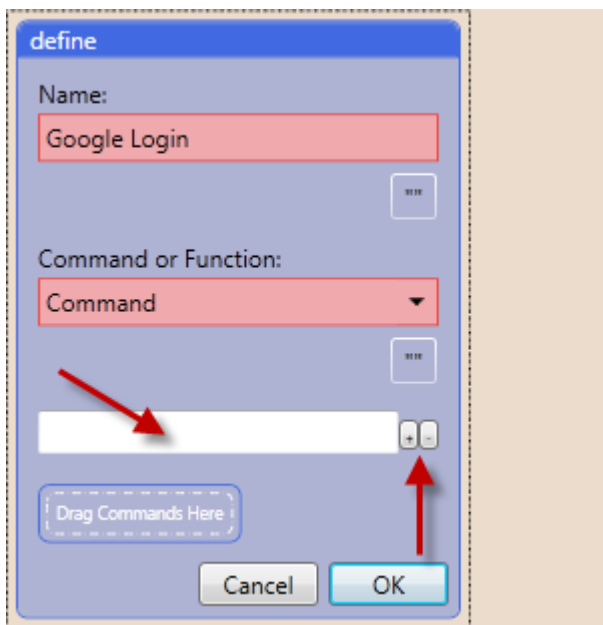 define
Name:
Google Login
""
Command or Function:
Command
""
+ -
Drag Commands Here
Cancel OK